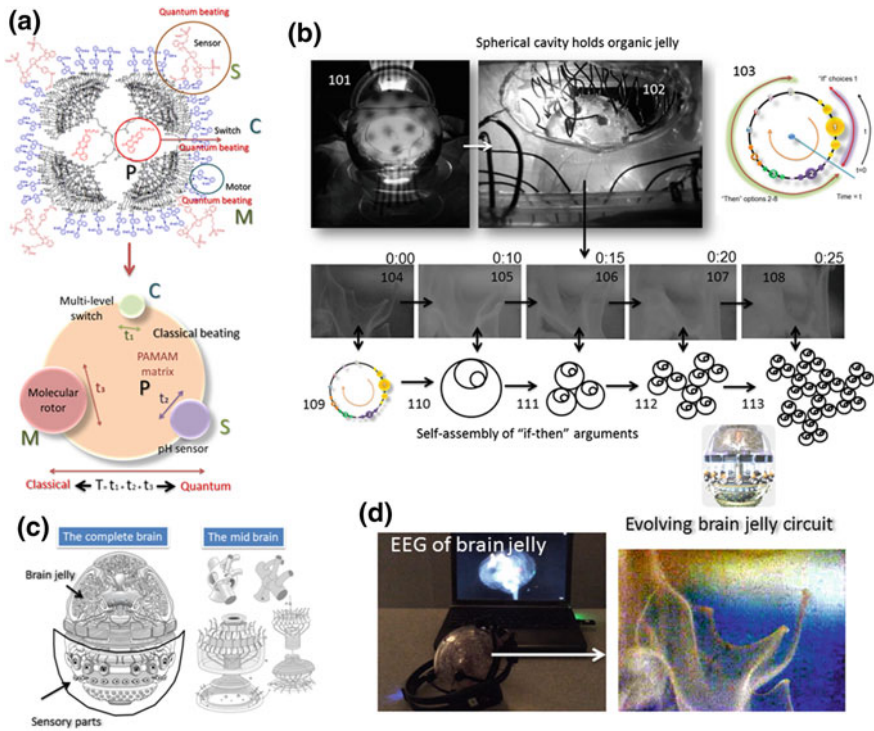 (a)
Quantum beating
Sensor
S
Switch
C
Quantum beating
P
Motor
Quantum beating
M
C
Multi-level
switch
t₁
Classical beating
PAMAM
matrix
P
t₃
t₂
Molecular
rotor
M
S
pH sensor
Classical ← T= t₁ + t₂ + t₃ → Quantum
(b)
Spherical cavity holds organic jelly
101
102
103
"If" choices 1
t
t=0
Time = t
"Then" options 2-8
0:00
0:10
0:15
0:20
0:25
104
105
106
107
108
109
110
111
112
113
Self-assembly of "if-then" arguments
(c)
The complete brain
The mid brain
Brain jelly
Sensory parts
(d)
EEG of brain jelly
Evolving brain jelly circuit